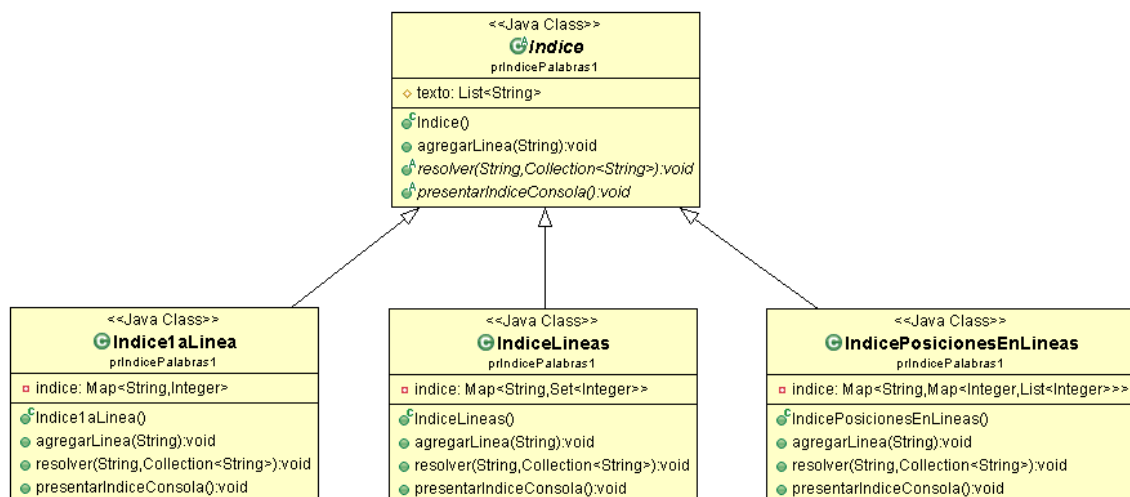 <<Java Class>>
Indice
prIndicePalabras1
texto: List<String>
Indice()
agregarLinea(String):void
resolver(String,Collection<String>):void
presentarIndiceConsola():void
<<Java Class>>
Indice1aLinea
prIndicePalabras1
indice: Map<String,Integer>
Indice1aLinea()
agregarLinea(String):void
resolver(String,Collection<String>):void
presentarIndiceConsola():void
<<Java Class>>
IndiceLineas
prIndicePalabras1
indice: Map<String,Set<Integer>>
IndiceLineas()
agregarLinea(String):void
resolver(String,Collection<String>):void
presentarIndiceConsola():void
<<Java Class>>
IndicePosicionesEnLineas
prIndicePalabras1
indice: Map<String,Map<Integer,List<Integer>>>
IndicePosicionesEnLineas()
agregarLinea(String):void
resolver(String,Collection<String>):void
presentarIndiceConsola():void